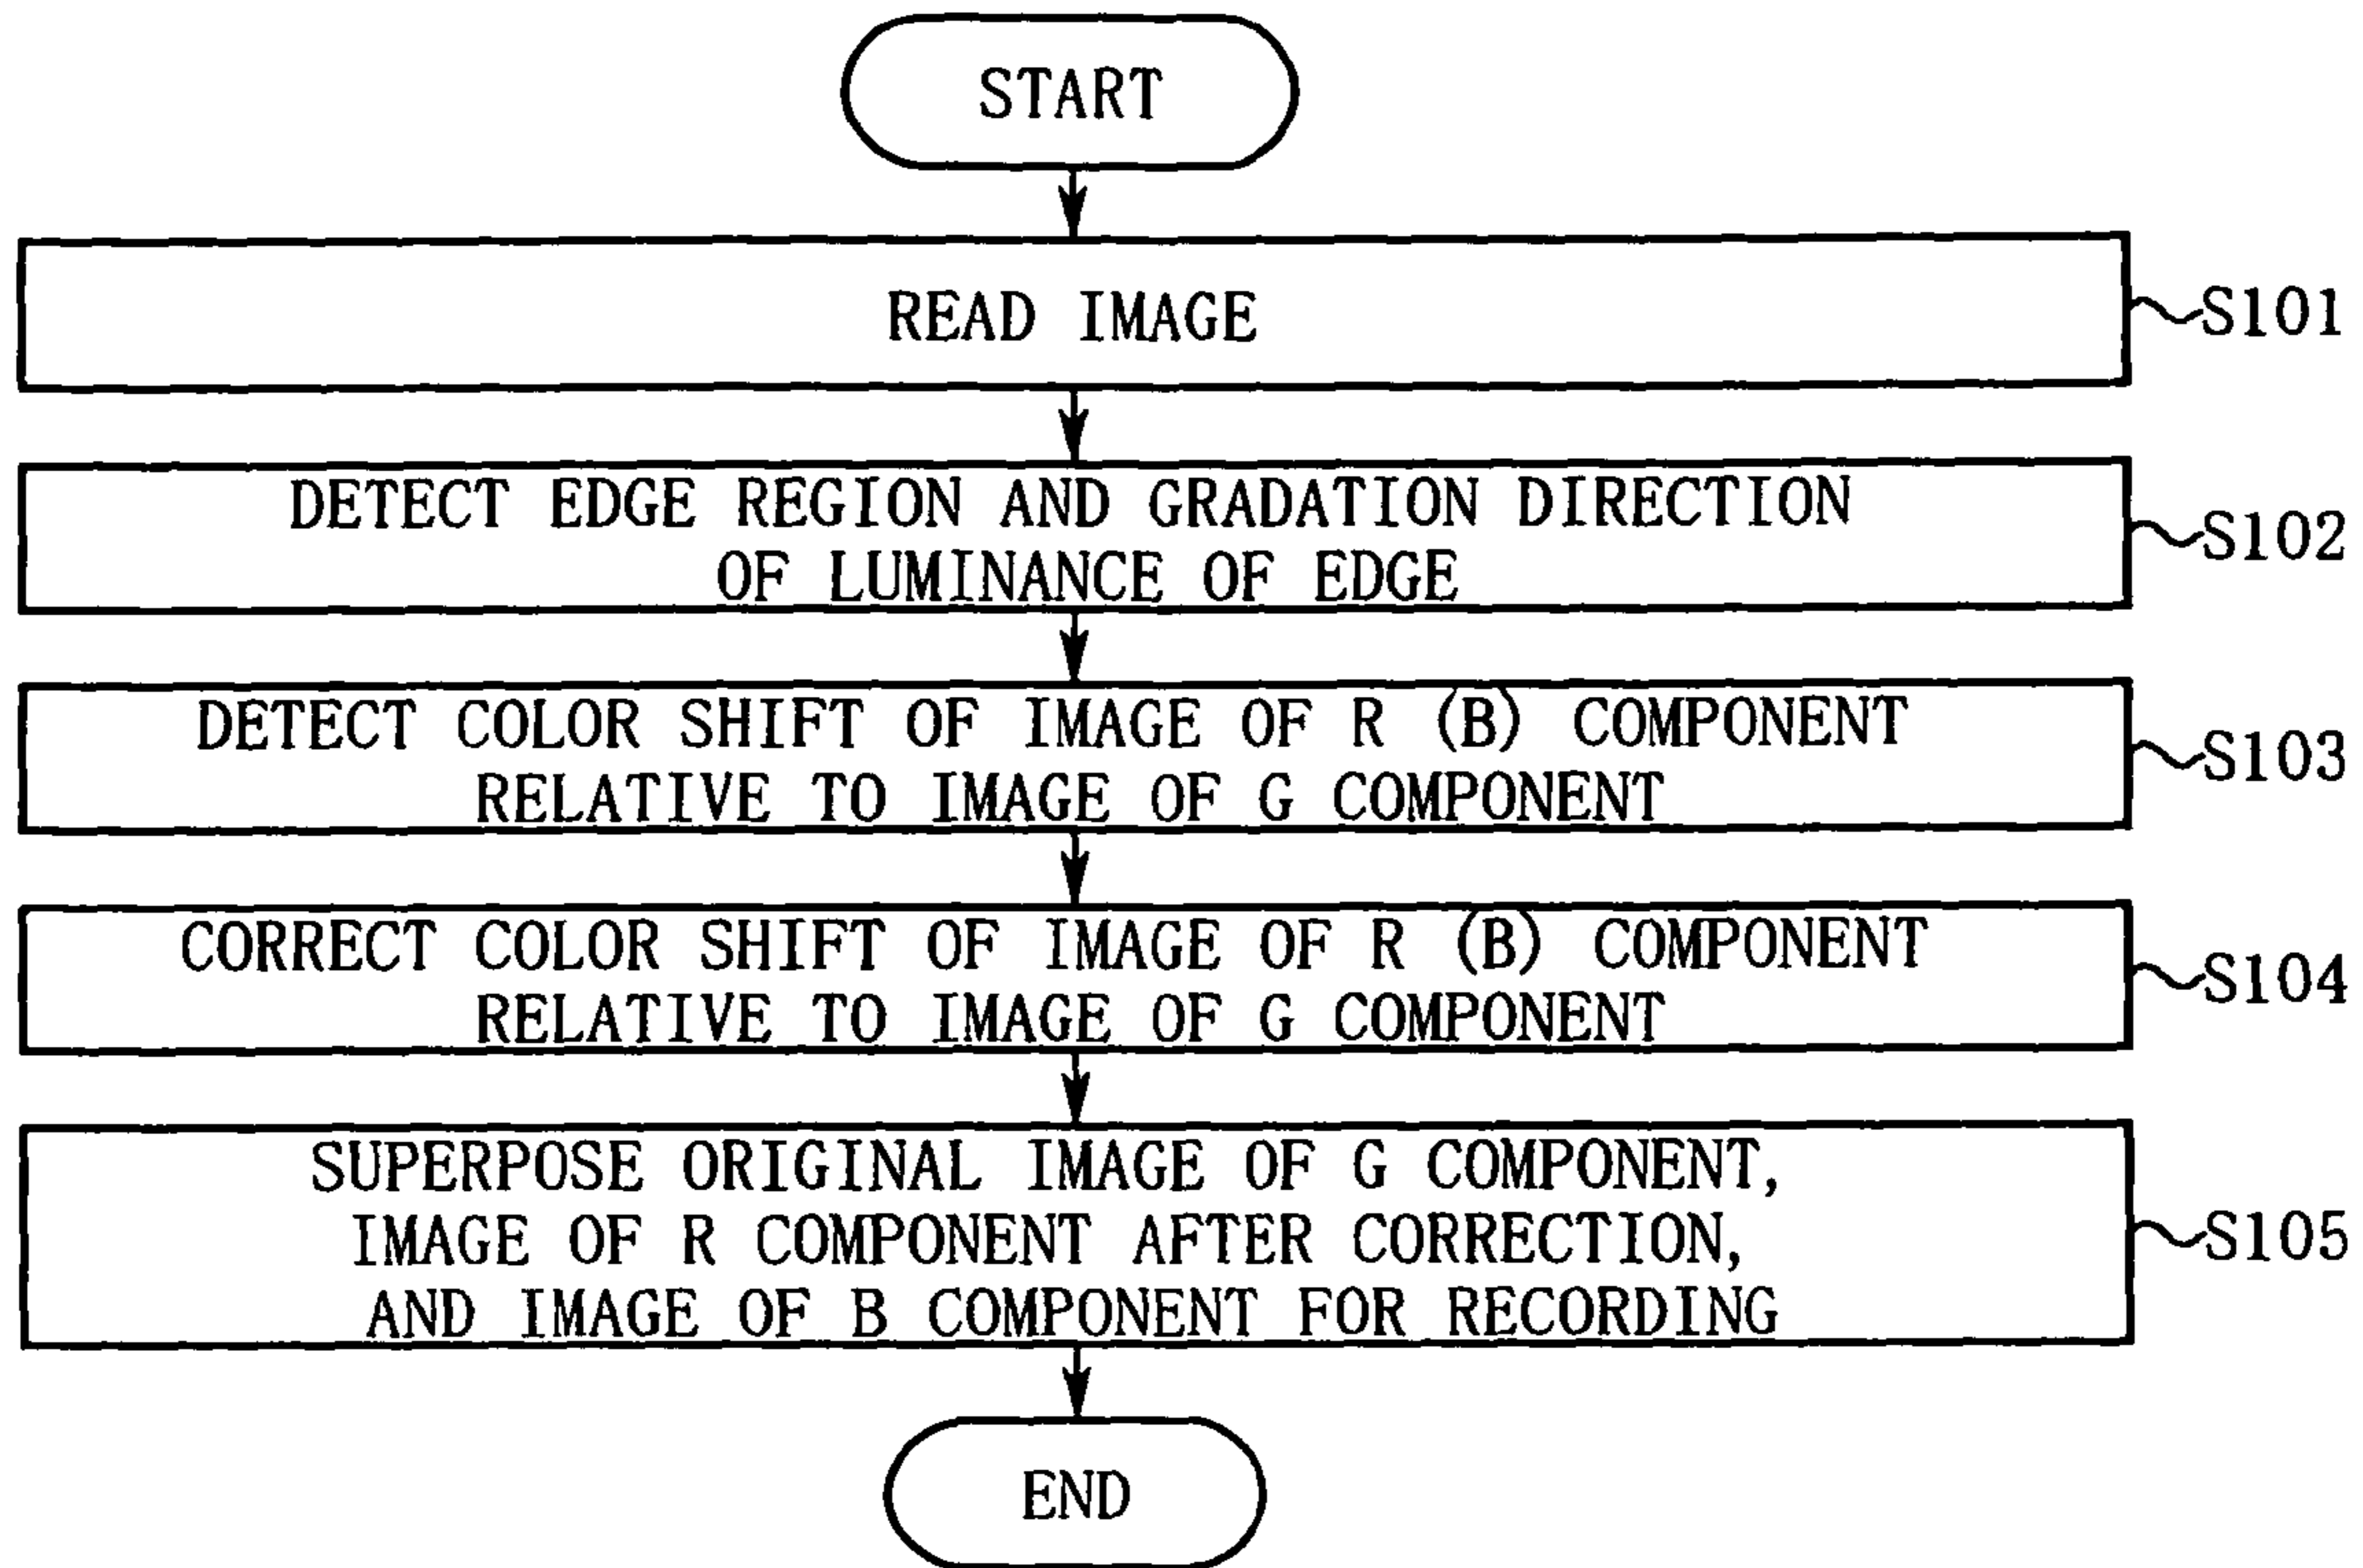 START
READ IMAGE
S101
DETECT EDGE REGION AND GRADATION DIRECTION
OF LUMINANCE OF EDGE
S102
DETECT COLOR SHIFT OF IMAGE OF R (B) COMPONENT
RELATIVE TO IMAGE OF G COMPONENT
S103
CORRECT COLOR SHIFT OF IMAGE OF R (B) COMPONENT
RELATIVE TO IMAGE OF G COMPONENT
S104
SUPERPOSE ORIGINAL IMAGE OF G COMPONENT,
IMAGE OF R COMPONENT AFTER CORRECTION,
AND IMAGE OF B COMPONENT FOR RECORDING
S105
END